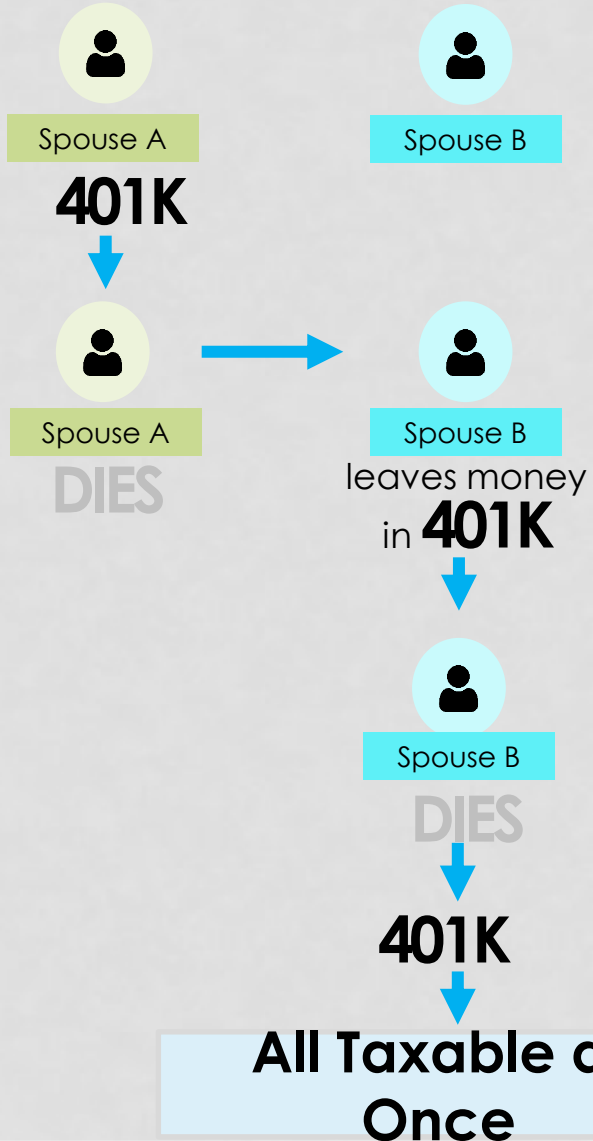 Spouse A
Spouse B
401K
Spouse A
Spouse B
DIES
leaves money
in 401K
Spouse B
DIES
401K
All Taxable
Once